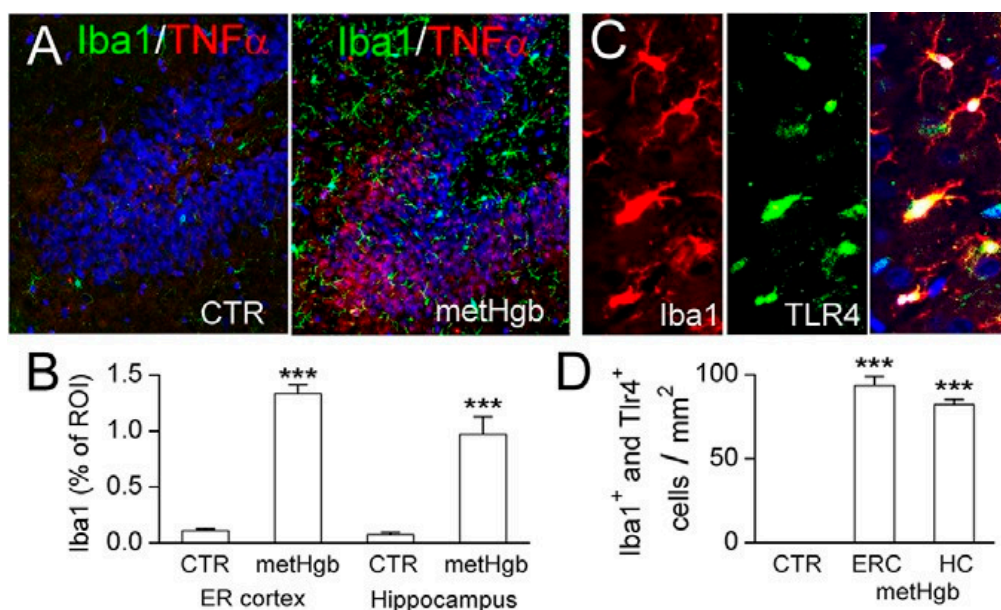 A
Iba1/TNFα
CTR
Iba1/TNFα
metHgb
C
Iba1
TLR4
B
Iba1 (% of ROI)
1.5
1.0
0.5
0.0
***
***
CTR metHgb CTR metHgb
ER cortex Hippocampus
D
Iba1⁺ and Tlr4⁺
cells / mm²
100
50
0
***
***
CTR ERC HC
metHgb